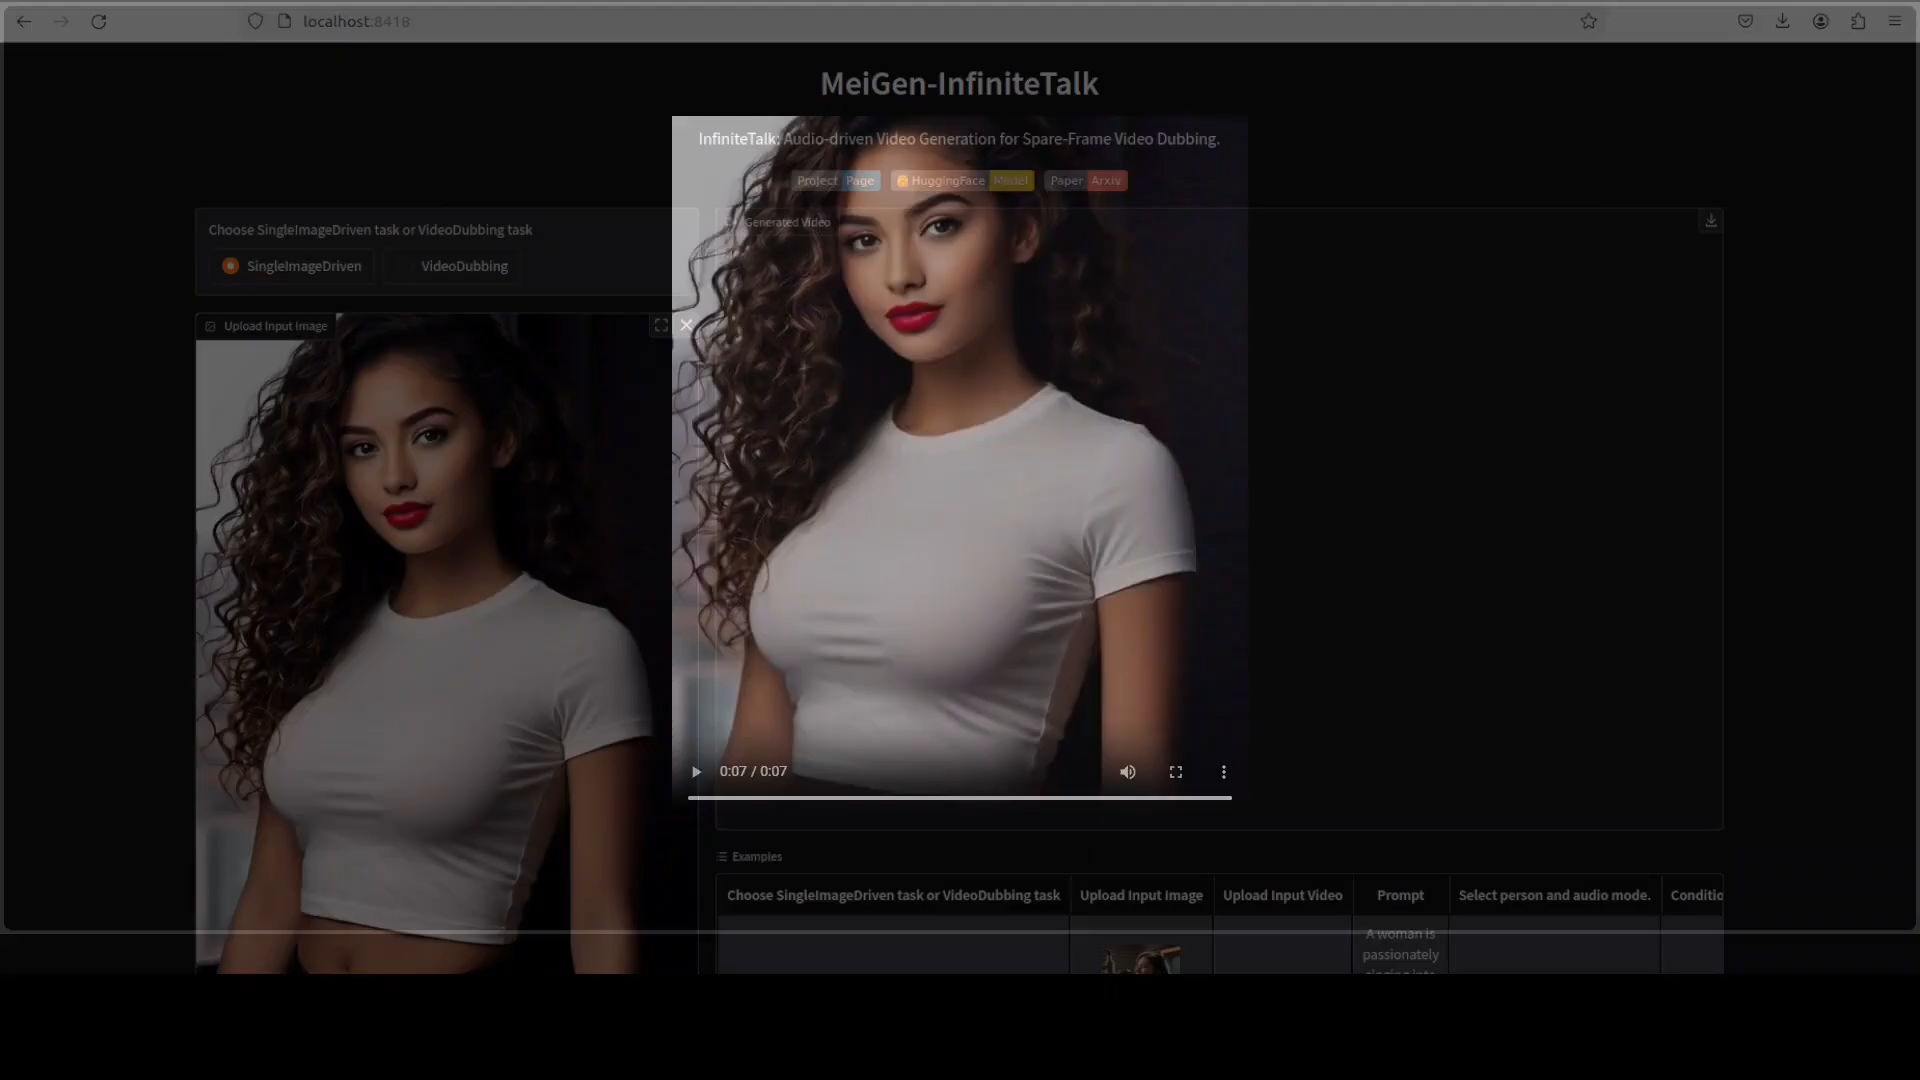 localhost:8418
MeiGen-InfiniteTalk
InfiniteTalk: Audio-driven Video Generation for Spare-Frame Video Dubbing.
Project Page HuggingFace Model Paper Arxiv
Choose SingleImageDriven task or VideoDubbing task
SingleImageDriven VideoDubbing
Generated Video
Upload Input Image
0:07 / 0:07
Examples
Choose SingleImageDriven task or VideoDubbing task Upload Input Image Upload Input Video Prompt Select person and audio mode. Conditio
A woman is
passionately
singing into